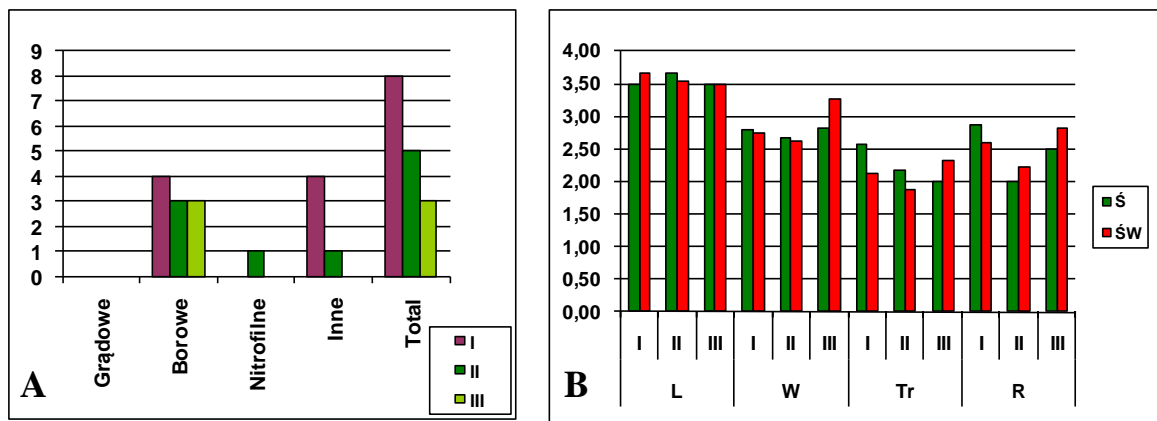 9
8
7
6
5
4
3
2
1
0
Grądowe
Borowe
Nitrofilne
Inne
Total
I
II
III
A
4,00
3,50
3,00
2,50
2,00
1,50
1,00
0,50
0,00
I II III I II III I II III I II III
L W Tr R
Ś
ŚW
B